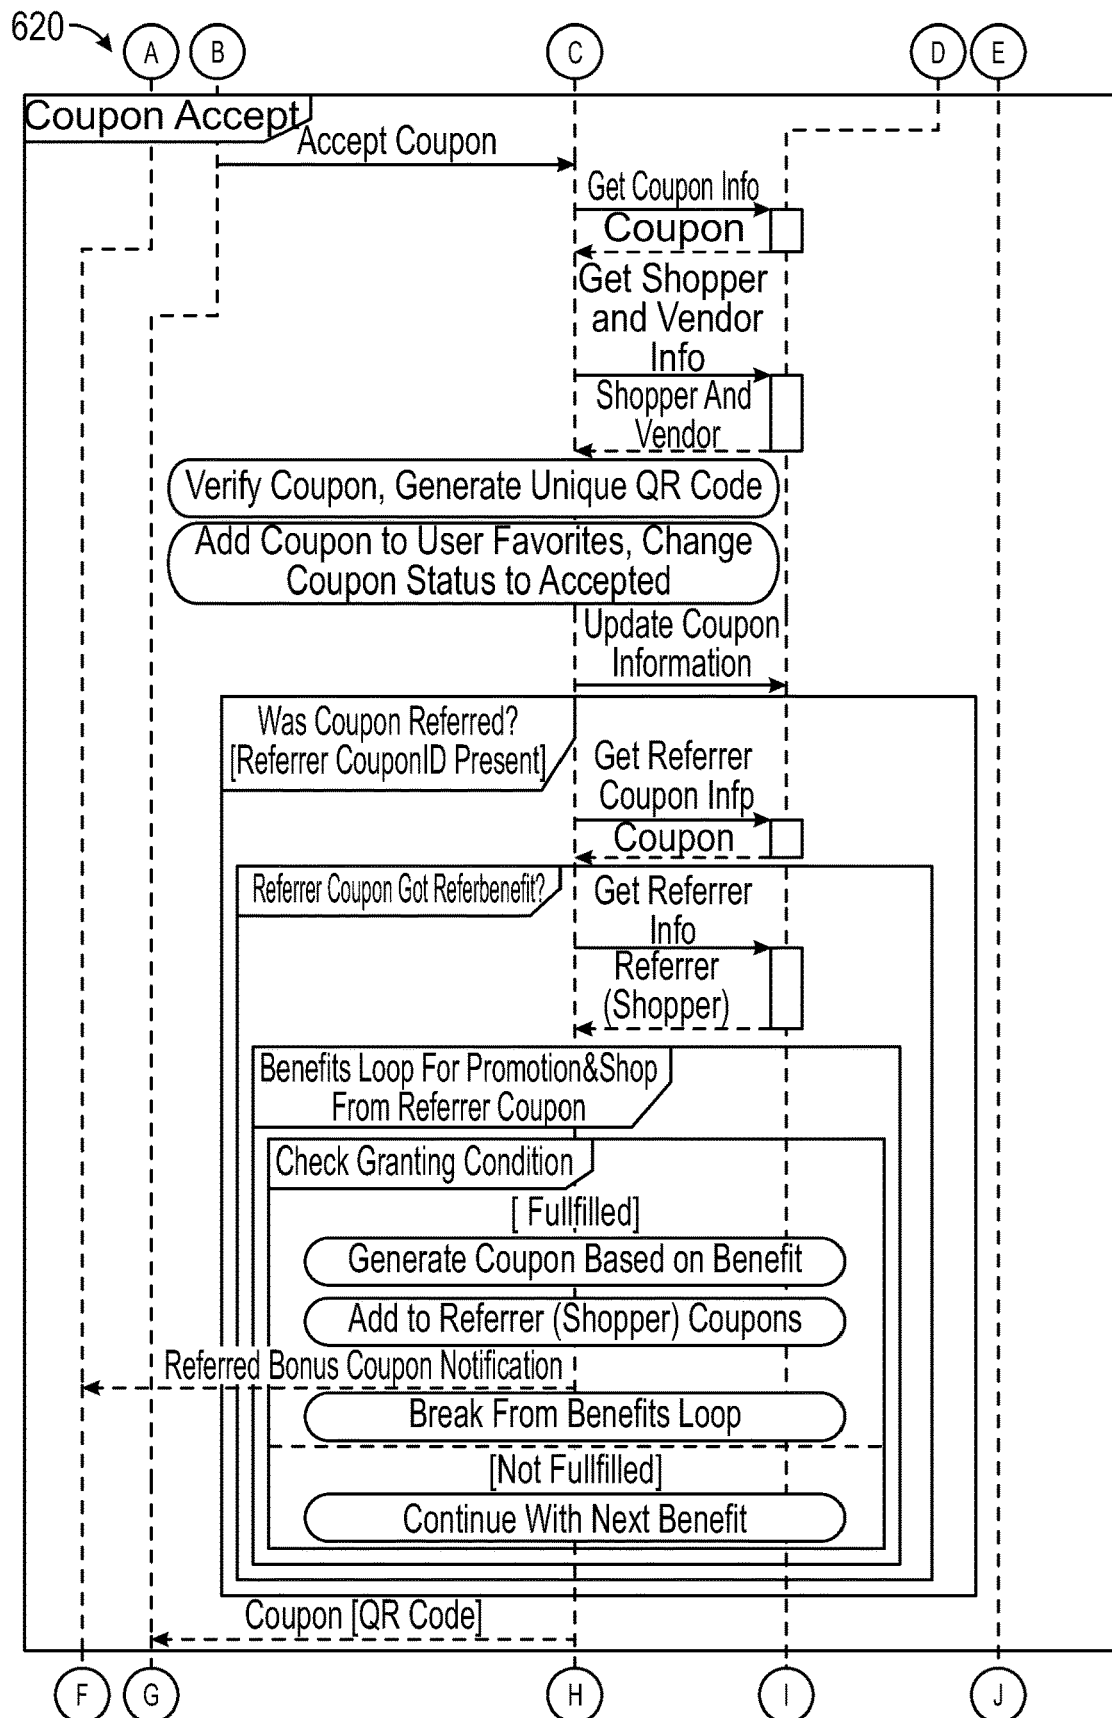 620
A B C D E
Coupon Accept
Accept Coupon
Get Coupon Info
Coupon
Get Shopper
and Vendor
Info
Shopper And
Vendor
Verify Coupon, Generate Unique QR Code
Add Coupon to User Favorites, Change
Coupon Status to Accepted
Update Coupon
Information
Was Coupon Referred?
[Referrer CouponID Present]
Get Referrer
Coupon Infp
Coupon
Referrer Coupon Got Referbenefit?
Get Referrer
Info
Referrer
(Shopper)
Benefits Loop For Promotion&Shop
From Referrer Coupon
Check Granting Condition
[ Fullfilled]
Generate Coupon Based on Benefit
Add to Referrer (Shopper) Coupons
Referred Bonus Coupon Notification
Break From Benefits Loop
[Not Fullfilled]
Continue With Next Benefit
Coupon [QR Code]
F G H I J